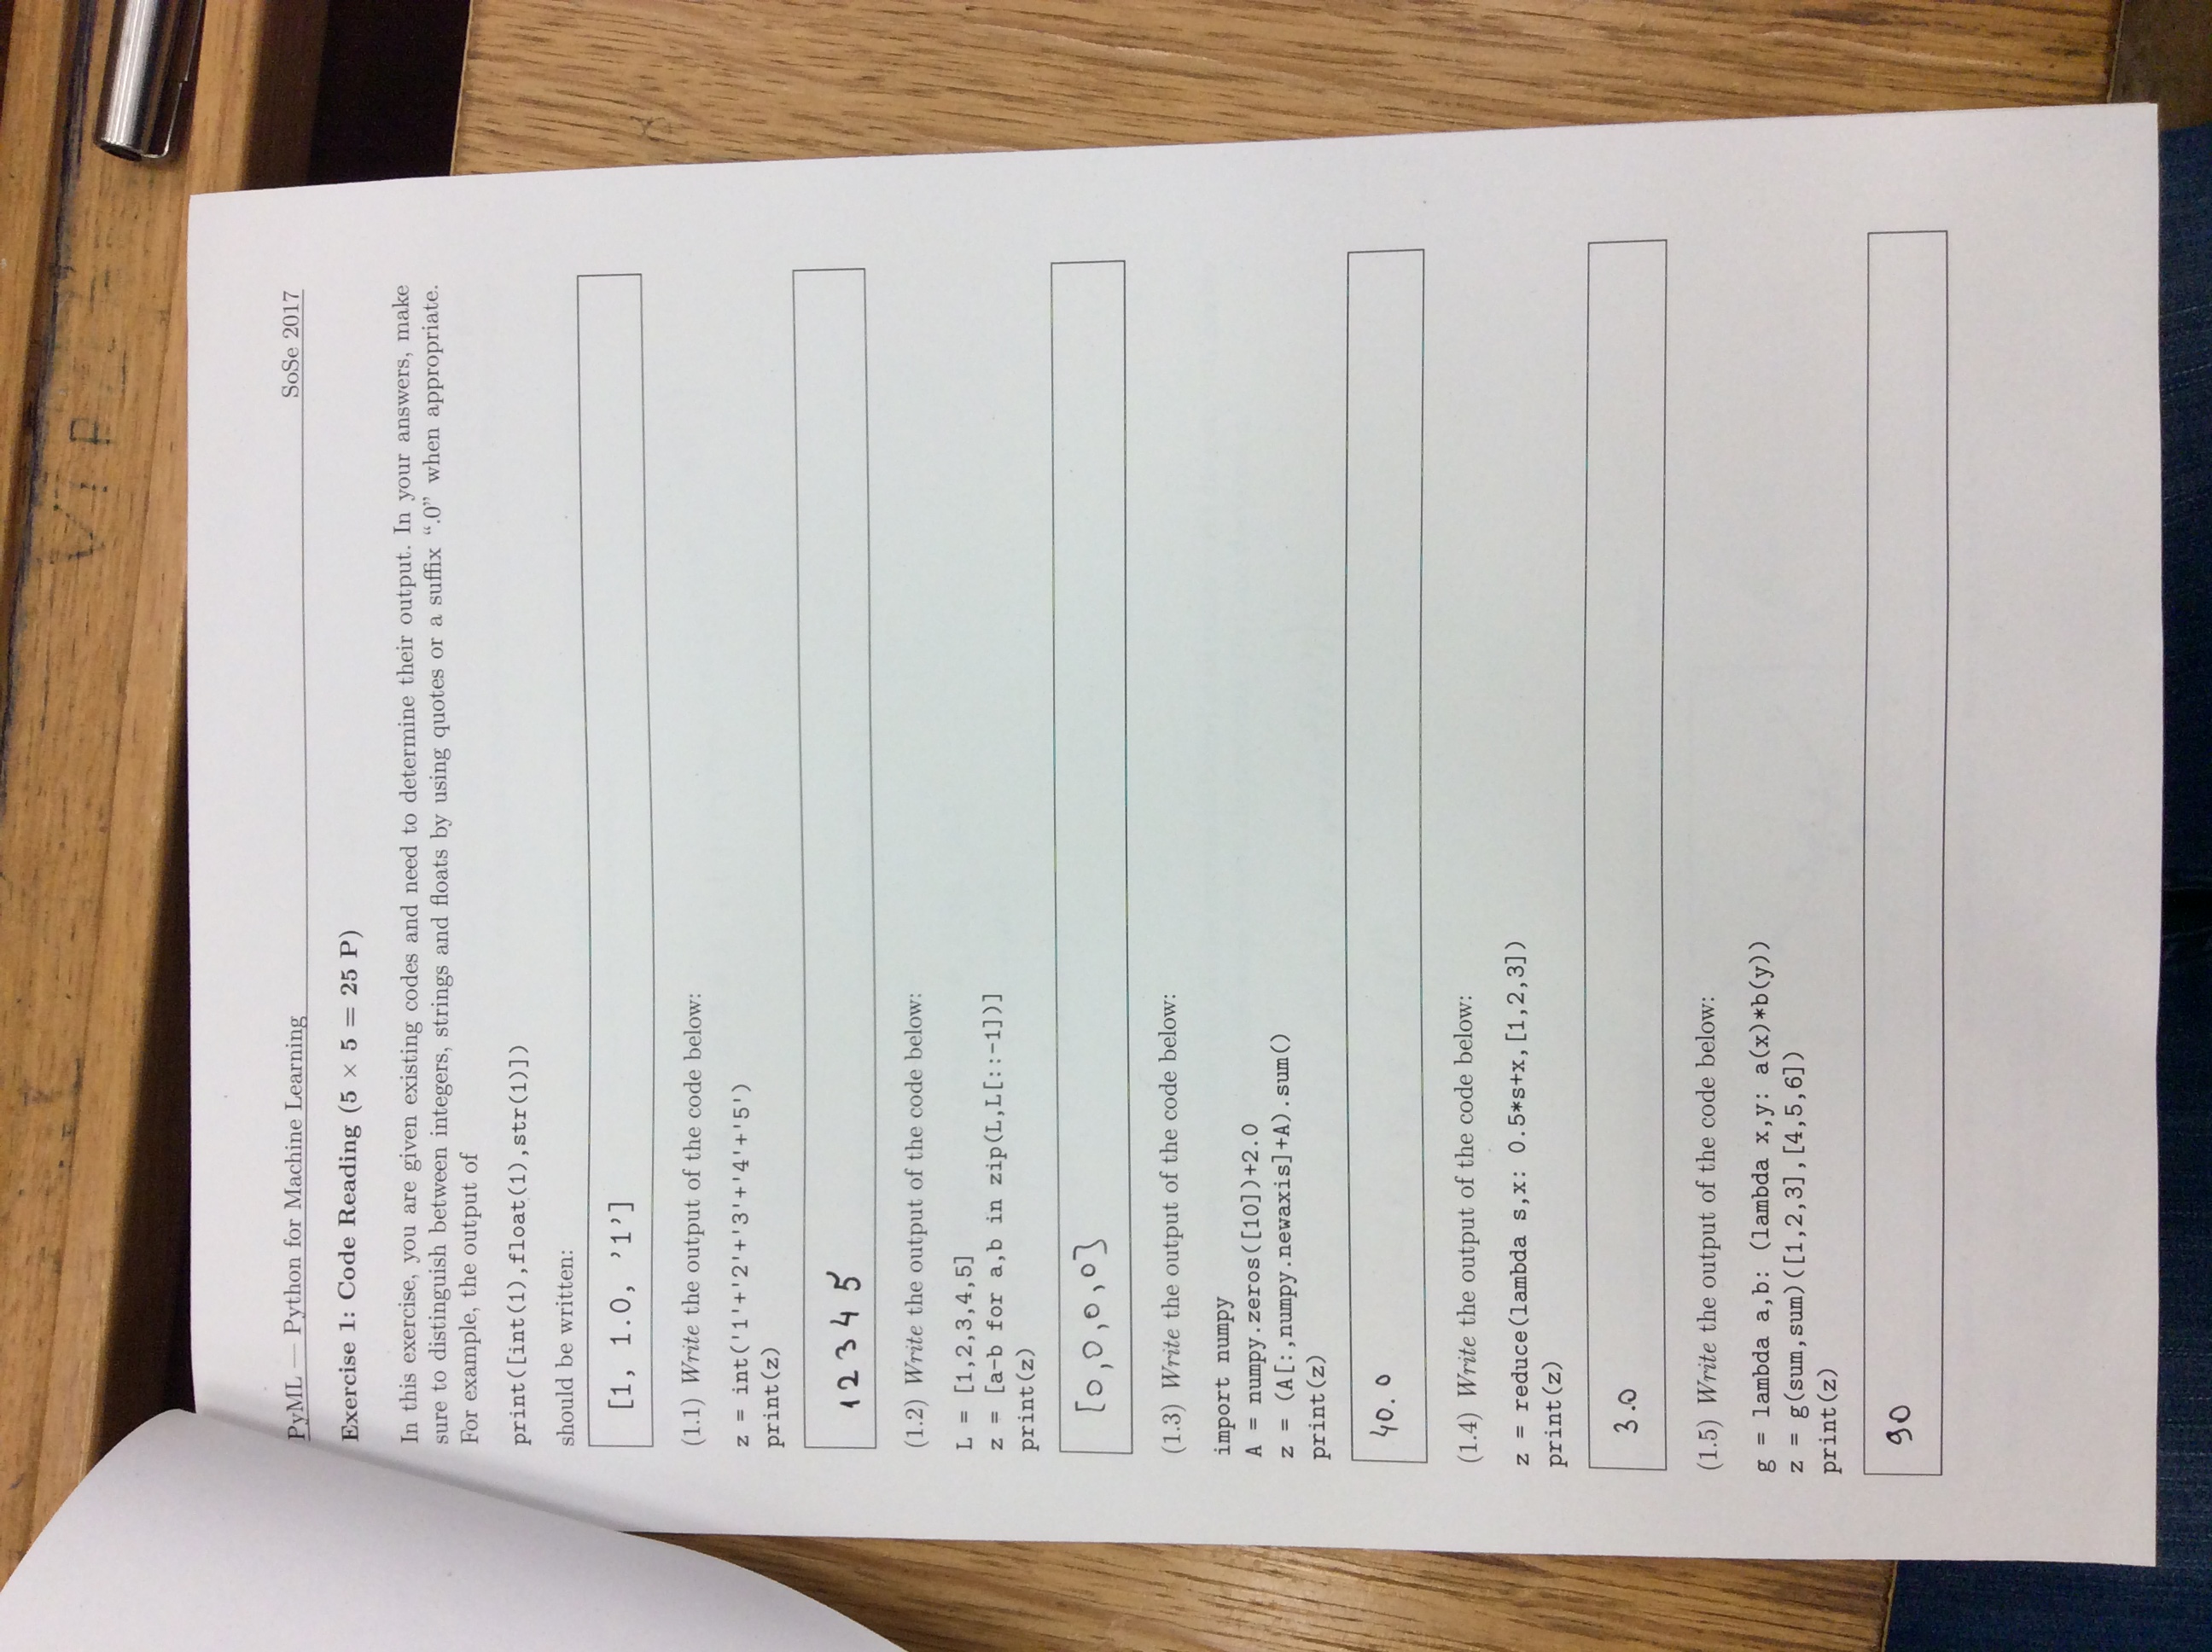 VIP
PyML — Python for Machine Learning SoSe 2017
Exercise 1: Code Reading (5 × 5 = 25 P)
In this exercise, you are given existing codes and need to determine their output. In your answers, make
sure to distinguish between integers, strings and floats by using quotes or a suffix “.0” when appropriate.
For example, the output of
print([int(1),float(1),str(1)])
should be written:
[1, 1.0, ’1’]
(1.1) Write the output of the code below:
z = int('1'+'2'+'3'+'4'+'5')
print(z)
12345
(1.2) Write the output of the code below:
L = [1,2,3,4,5]
z = [a-b for a,b in zip(L,L[::-1])]
print(z)
[0,0,0,0]
(1.3) Write the output of the code below:
import numpy
A = numpy.zeros([10])+2.0
z = (A[:,numpy.newaxis]+A).sum()
print(z)
40.0
(1.4) Write the output of the code below:
z = reduce(lambda s,x: 0.5*s+x,[1,2,3])
print(z)
3.0
(1.5) Write the output of the code below:
g = lambda a,b: (lambda x,y: a(x)*b(y))
z = g(sum,sum)([1,2,3],[4,5,6])
print(z)
90